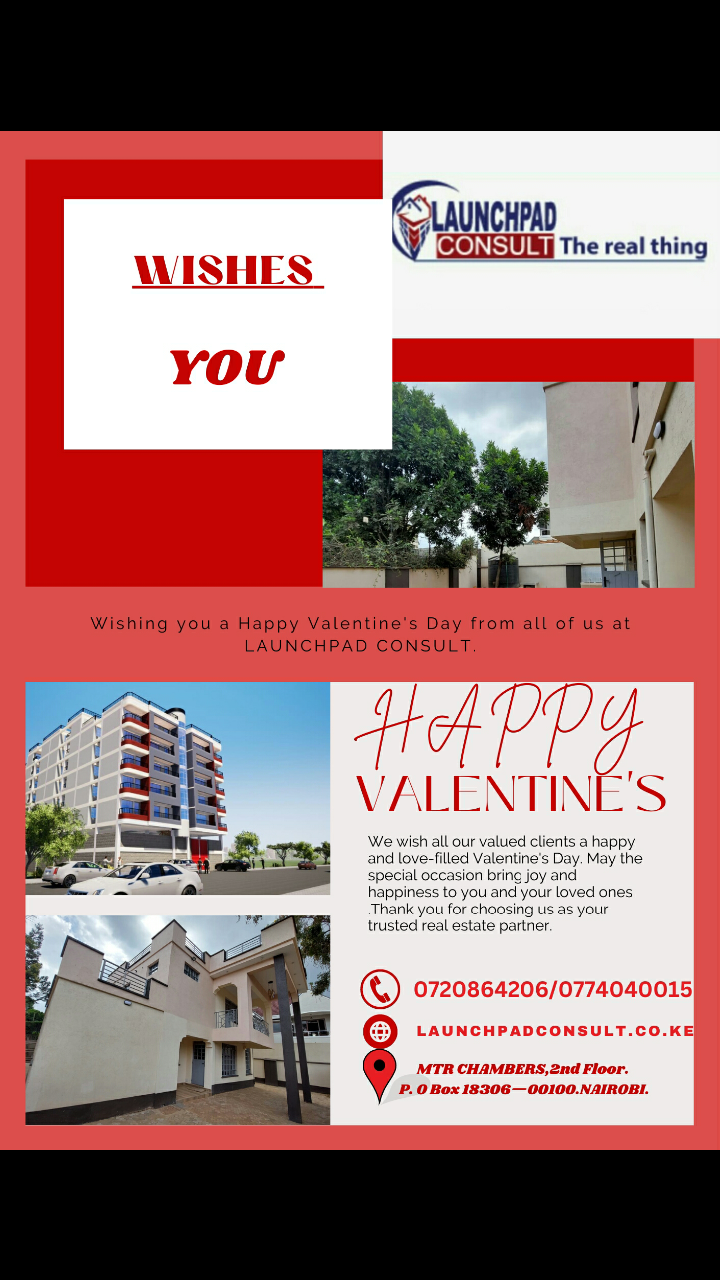 LAUNCHPAD
CONSULT The real thing
WISHES
YOU
Wishing you a Happy Valentine's Day from all of us at
LAUNCHPAD CONSULT.
HAPPY
VALENTINE'S
We wish all our valued clients a happy
and love-filled Valentine's Day. May the
special occasion bring joy and
happiness to you and your loved ones
.Thank you for choosing us as your
trusted real estate partner.
0720864206/0774040015
LAUNCHPADCONSULT.CO.KE
MTR CHAMBERS,2nd Floor.
P. O Box 18306—00100.NAIROBI.